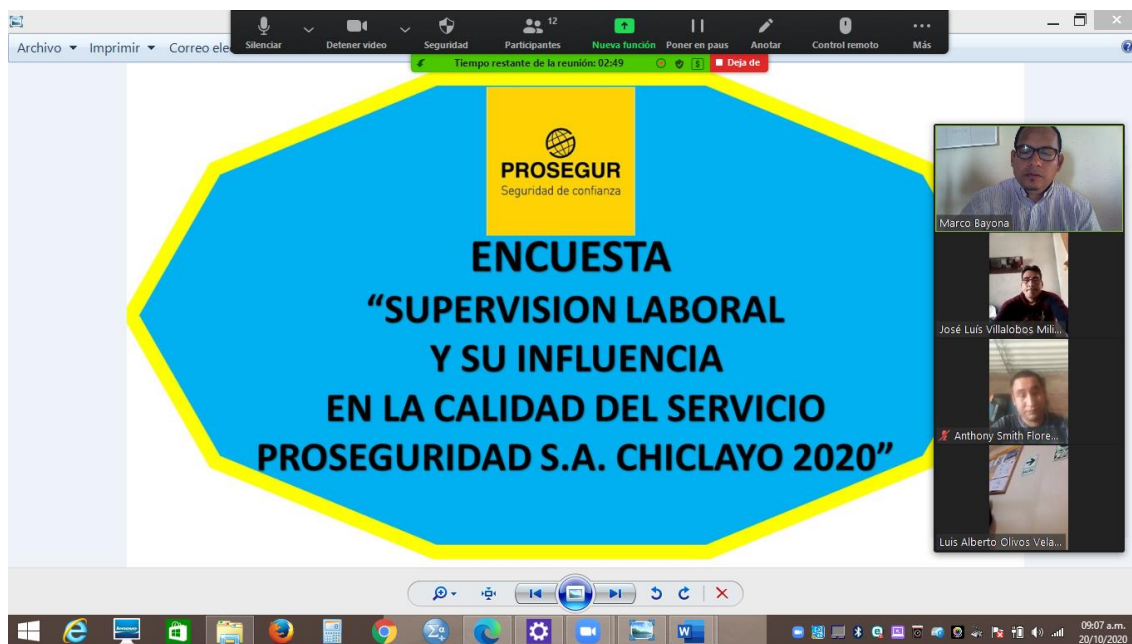 Archivo
Imprimir
Correo ele
Silenciar
Detener video
Seguridad
Participantes
12
Nueva función
Poner en paus
Anotar
Control remoto
Más
Tiempo restante de la reunión: 02:49
Deja de
PROSEGUR
Seguridad de confianza
ENCUESTA
“SUPERVISION LABORAL
Y SU INFLUENCIA
EN LA CALIDAD DEL SERVICIO
PROSEGURIDAD S.A. CHICLAYO 2020”
Marco Bayona
José Luís Villalobos Mili...
Anthony Smith Flore...
Luis Alberto Olivos Vela...
09:07 a.m.
20/10/2020